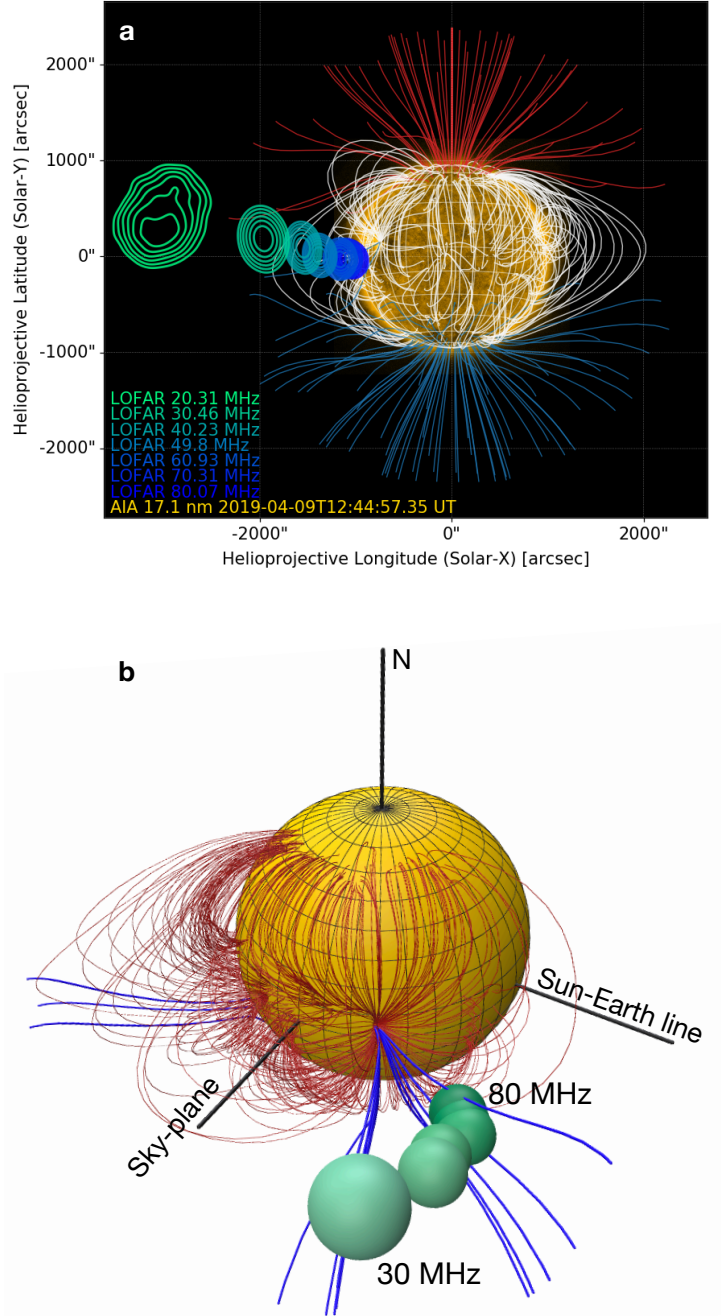 a
2000"
1000"
0"
-1000"
-2000"
Helioprojective Latitude (Solar-Y) [arcsec]
LOFAR 20.31 MHz
LOFAR 30.46 MHz
LOFAR 40.23 MHz
LOFAR 49.8 MHz
LOFAR 60.93 MHz
LOFAR 70.31 MHz
LOFAR 80.07 MHz
AIA 17.1 nm 2019-04-09T12:44:57.35 UT
-2000" 0" 2000"
Helioprojective Longitude (Solar-X) [arcsec]
b
N
Sun-Earth line
Sky-plane
80 MHz
30 MHz